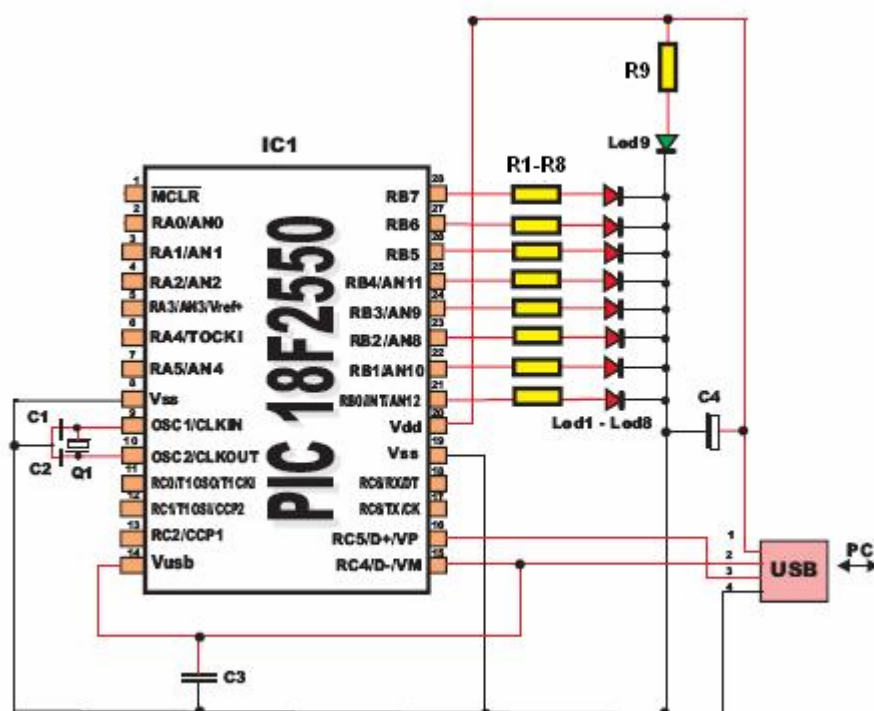 IC1
R9
Led9
R1-R8
1
MCLR
2
RA0/AN0
3
RA1/AN1
4
RA2/AN2
5
RA3/AN3/Vref+
6
RA4/TOCKI
7
RA5/AN4
8
Vss
9
OSC1/CLKIN
10
OSC2/CLKOUT
11
RC0/T1OSO/T1CKI
12
RC1/T1OSI/CCP2
13
RC2/CCP1
14
Vusb
PIC 18F2550
28
RB7
27
RB6
RB5
25
RB4/AN11
24
RB3/AN9
23
RB2/AN8
22
RB1/AN10
21
RB0/INT/AN12
20
Vdd
19
Vss
18
RC6/RX/DT
17
RC6/TX/CK
16
RC5/D+/VP
15
RC4/D-/VM
Led1 - Led8
C1
C2
Q1
C3
C4
1
2
3
4
USB
PC